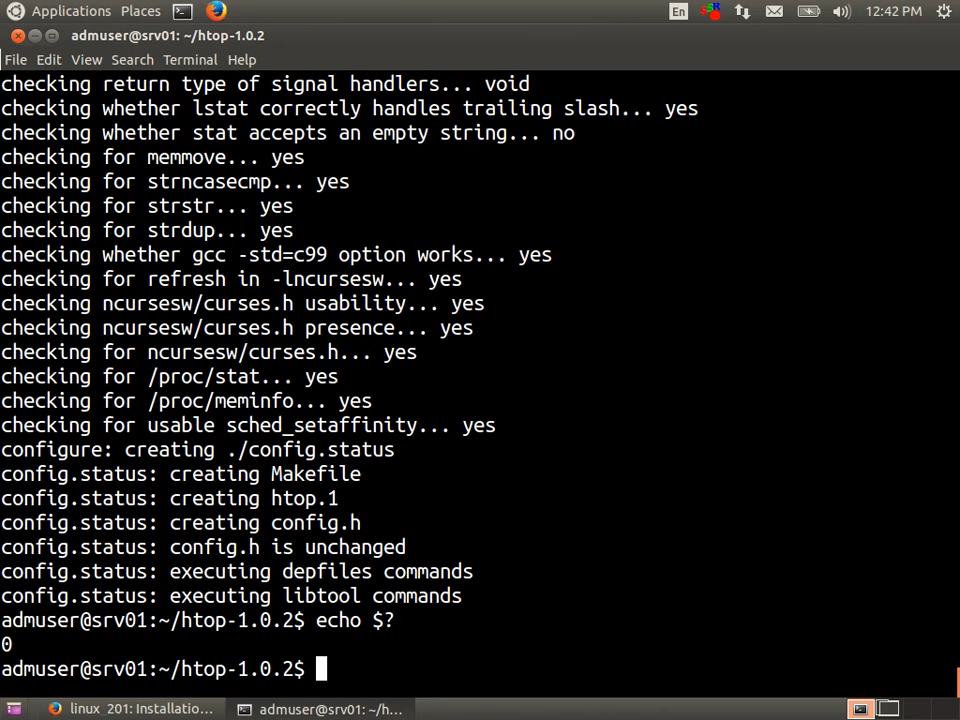 Applications Places En SSR 12:42 PM
admuser@srv01: ~/htop-1.0.2
File Edit View Search Terminal Help
checking return type of signal handlers... void
checking whether lstat correctly handles trailing slash... yes
checking whether stat accepts an empty string... no
checking for memmove... yes
checking for strncasecmp... yes
checking for strstr... yes
checking for strdup... yes
checking whether gcc -std=c99 option works... yes
checking for refresh in -lncursesw... yes
checking ncursesw/curses.h usability... yes
checking ncursesw/curses.h presence... yes
checking for ncursesw/curses.h... yes
checking for /proc/stat... yes
checking for /proc/meminfo... yes
checking for usable sched_setaffinity... yes
configure: creating ./config.status
config.status: creating Makefile
config.status: creating htop.1
config.status: creating config.h
config.status: config.h is unchanged
config.status: executing depfiles commands
config.status: executing libtool commands
admuser@srv01:~/htop-1.0.2$ echo $?
0
admuser@srv01:~/htop-1.0.2$
linux_201: Installatio... admuser@srv01: ~/h...